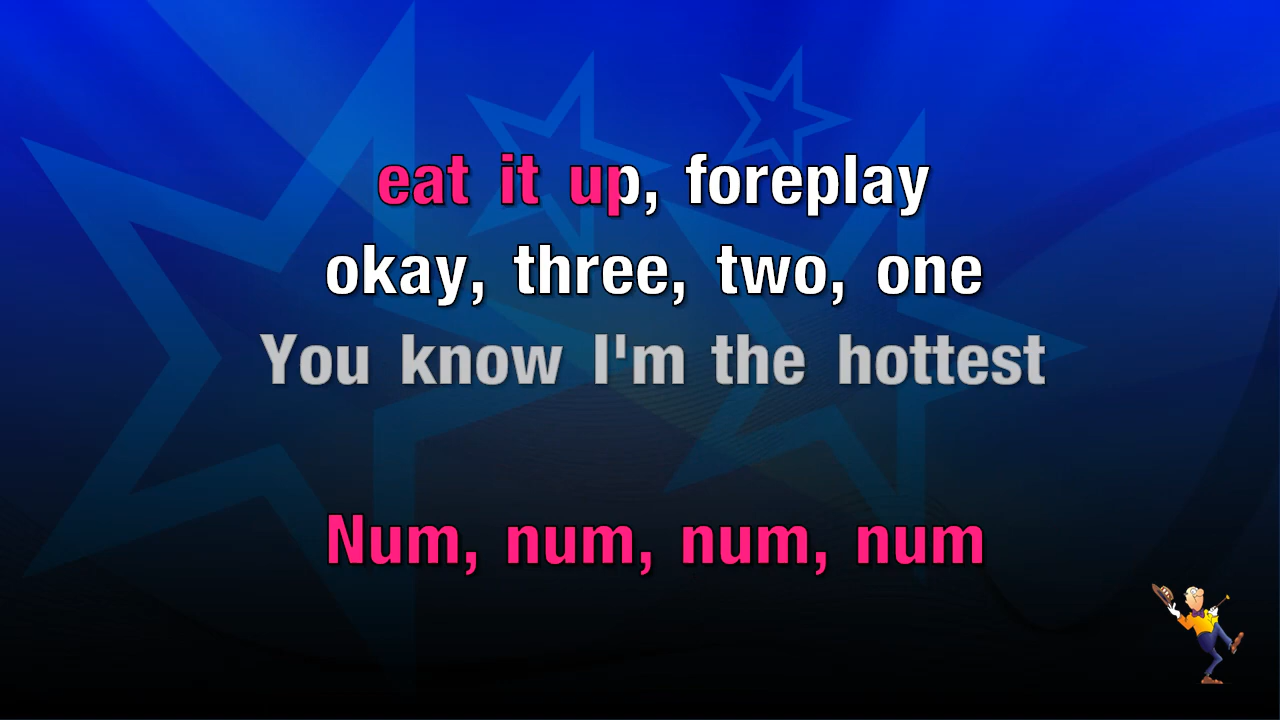 eat it up, foreplay
okay, three, two, one
You know I'm the hottest
Num, num, num, num